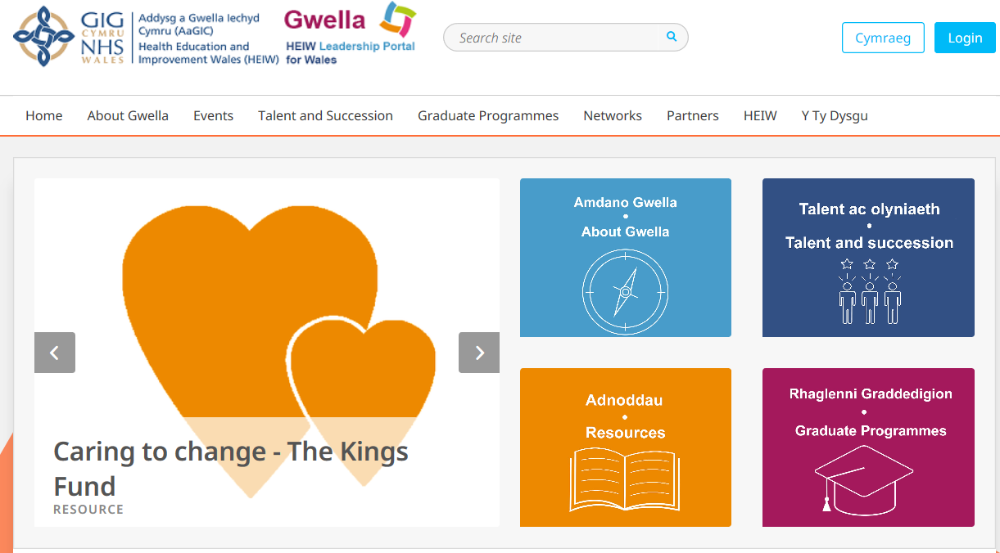 GIG
CYMRU
NHS
WALES
Addysg a Gwella Iechyd
Cymru (AaGIC)
Health Education and
Improvement Wales (HEIW)
Gwella
HEIW Leadership Portal
for Wales
Search site
Cymraeg
Login
Home About Gwella Events Talent and Succession Graduate Programmes Networks Partners HEIW Y Ty Dysgu
Caring to change - The Kings
Fund
RESOURCE
Amdano Gwella
•
About Gwella
Talent ac olyniaeth
•
Talent and succession
Adnoddau
•
Resources
Rhaglenni Graddedigion
•
Graduate Programmes